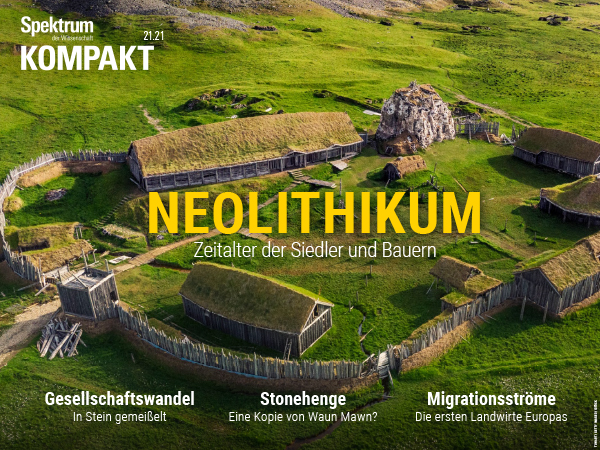 Spektrum
der Wissenschaft
21.21
KOMPAKT
NEOLITHIKUM
Zeitalter der Siedler und Bauern
Gesellschaftswandel
In Stein gemeißelt
Stonehenge
Eine Kopie von Waun Mawn?
Migrationsströme
Die ersten Landwirte Europas